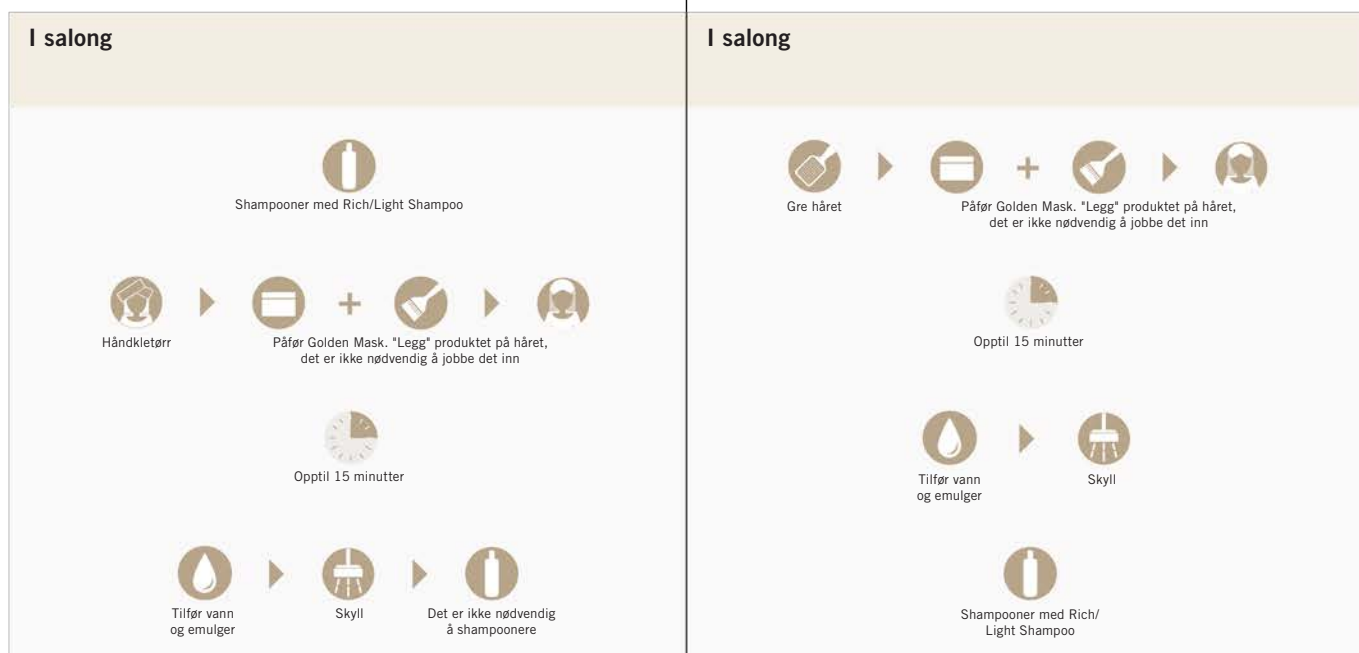 I salong
Shampooner med Rich/Light Shampoo
Håndkletørr
Påfør Golden Mask. "Legg" produktet på håret,
det er ikke nødvendig å jobbe det inn
Opptil 15 minutter
Tilfør vann
og emulger
Skyll
Det er ikke nødvendig
å shampoonere
I salong
Gre håret
Påfør Golden Mask. "Legg" produktet på håret,
det er ikke nødvendig å jobbe det inn
Opptil 15 minutter
Tilfør vann
og emulger
Skyll
Shampooner med Rich/
Light Shampoo